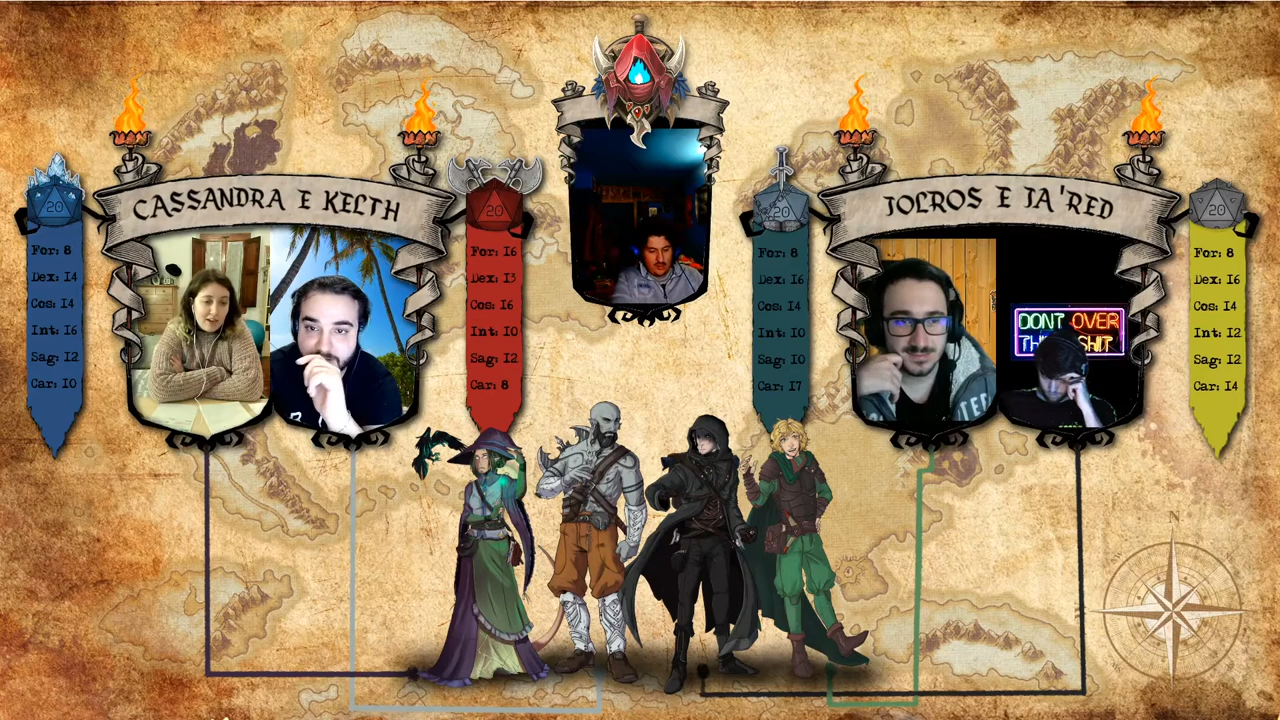 CASSANDRA E KELTH
JOLROS E JA'RED
20
For: 8
Dex: 14
Cos: 14
Int: 16
Sag: 12
Car: 10
20
For: 16
Dex: 13
Cos: 16
Int: 10
Sag: 12
Car: 8
20
For: 8
Dex: 16
Cos: 14
Int: 10
Sag: 10
Car: 17
20
For: 8
Dex: 16
Cos: 14
Int: 12
Sag: 12
Car: 14
DONT OVER
SHIT
N